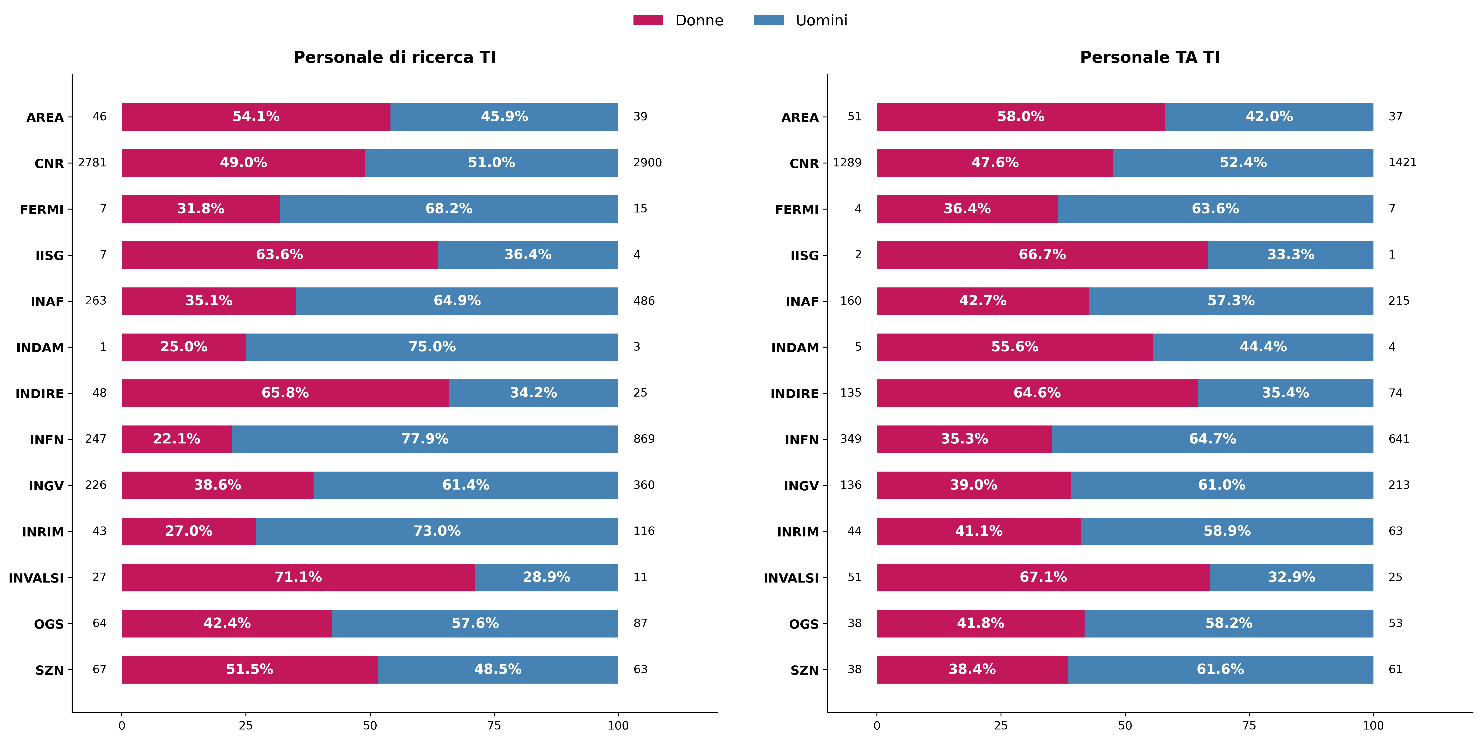 Donne Uomini
Personale di ricerca TI
AREA 46 54.1% 45.9% 39
CNR 2781 49.0% 51.0% 2900
FERMI 7 31.8% 68.2% 15
IISG 7 63.6% 36.4% 4
INAF 263 35.1% 64.9% 486
INDAM 1 25.0% 75.0% 3
INDIRE 48 65.8% 34.2% 25
INFN 247 22.1% 77.9% 869
INGV 226 38.6% 61.4% 360
INRIM 43 27.0% 73.0% 116
INVALSI 27 71.1% 28.9% 11
OGS 64 42.4% 57.6% 87
SZN 67 51.5% 48.5% 63
0 25 50 75 100
Personale TA TI
AREA 51 58.0% 42.0% 37
CNR 1289 47.6% 52.4% 1421
FERMI 4 36.4% 63.6% 7
IISG 2 66.7% 33.3% 1
INAF 160 42.7% 57.3% 215
INDAM 5 55.6% 44.4% 4
INDIRE 135 64.6% 35.4% 74
INFN 349 35.3% 64.7% 641
INGV 136 39.0% 61.0% 213
INRIM 44 41.1% 58.9% 63
INVALSI 51 67.1% 32.9% 25
OGS 38 41.8% 58.2% 53
SZN 38 38.4% 61.6% 61
0 25 50 75 100